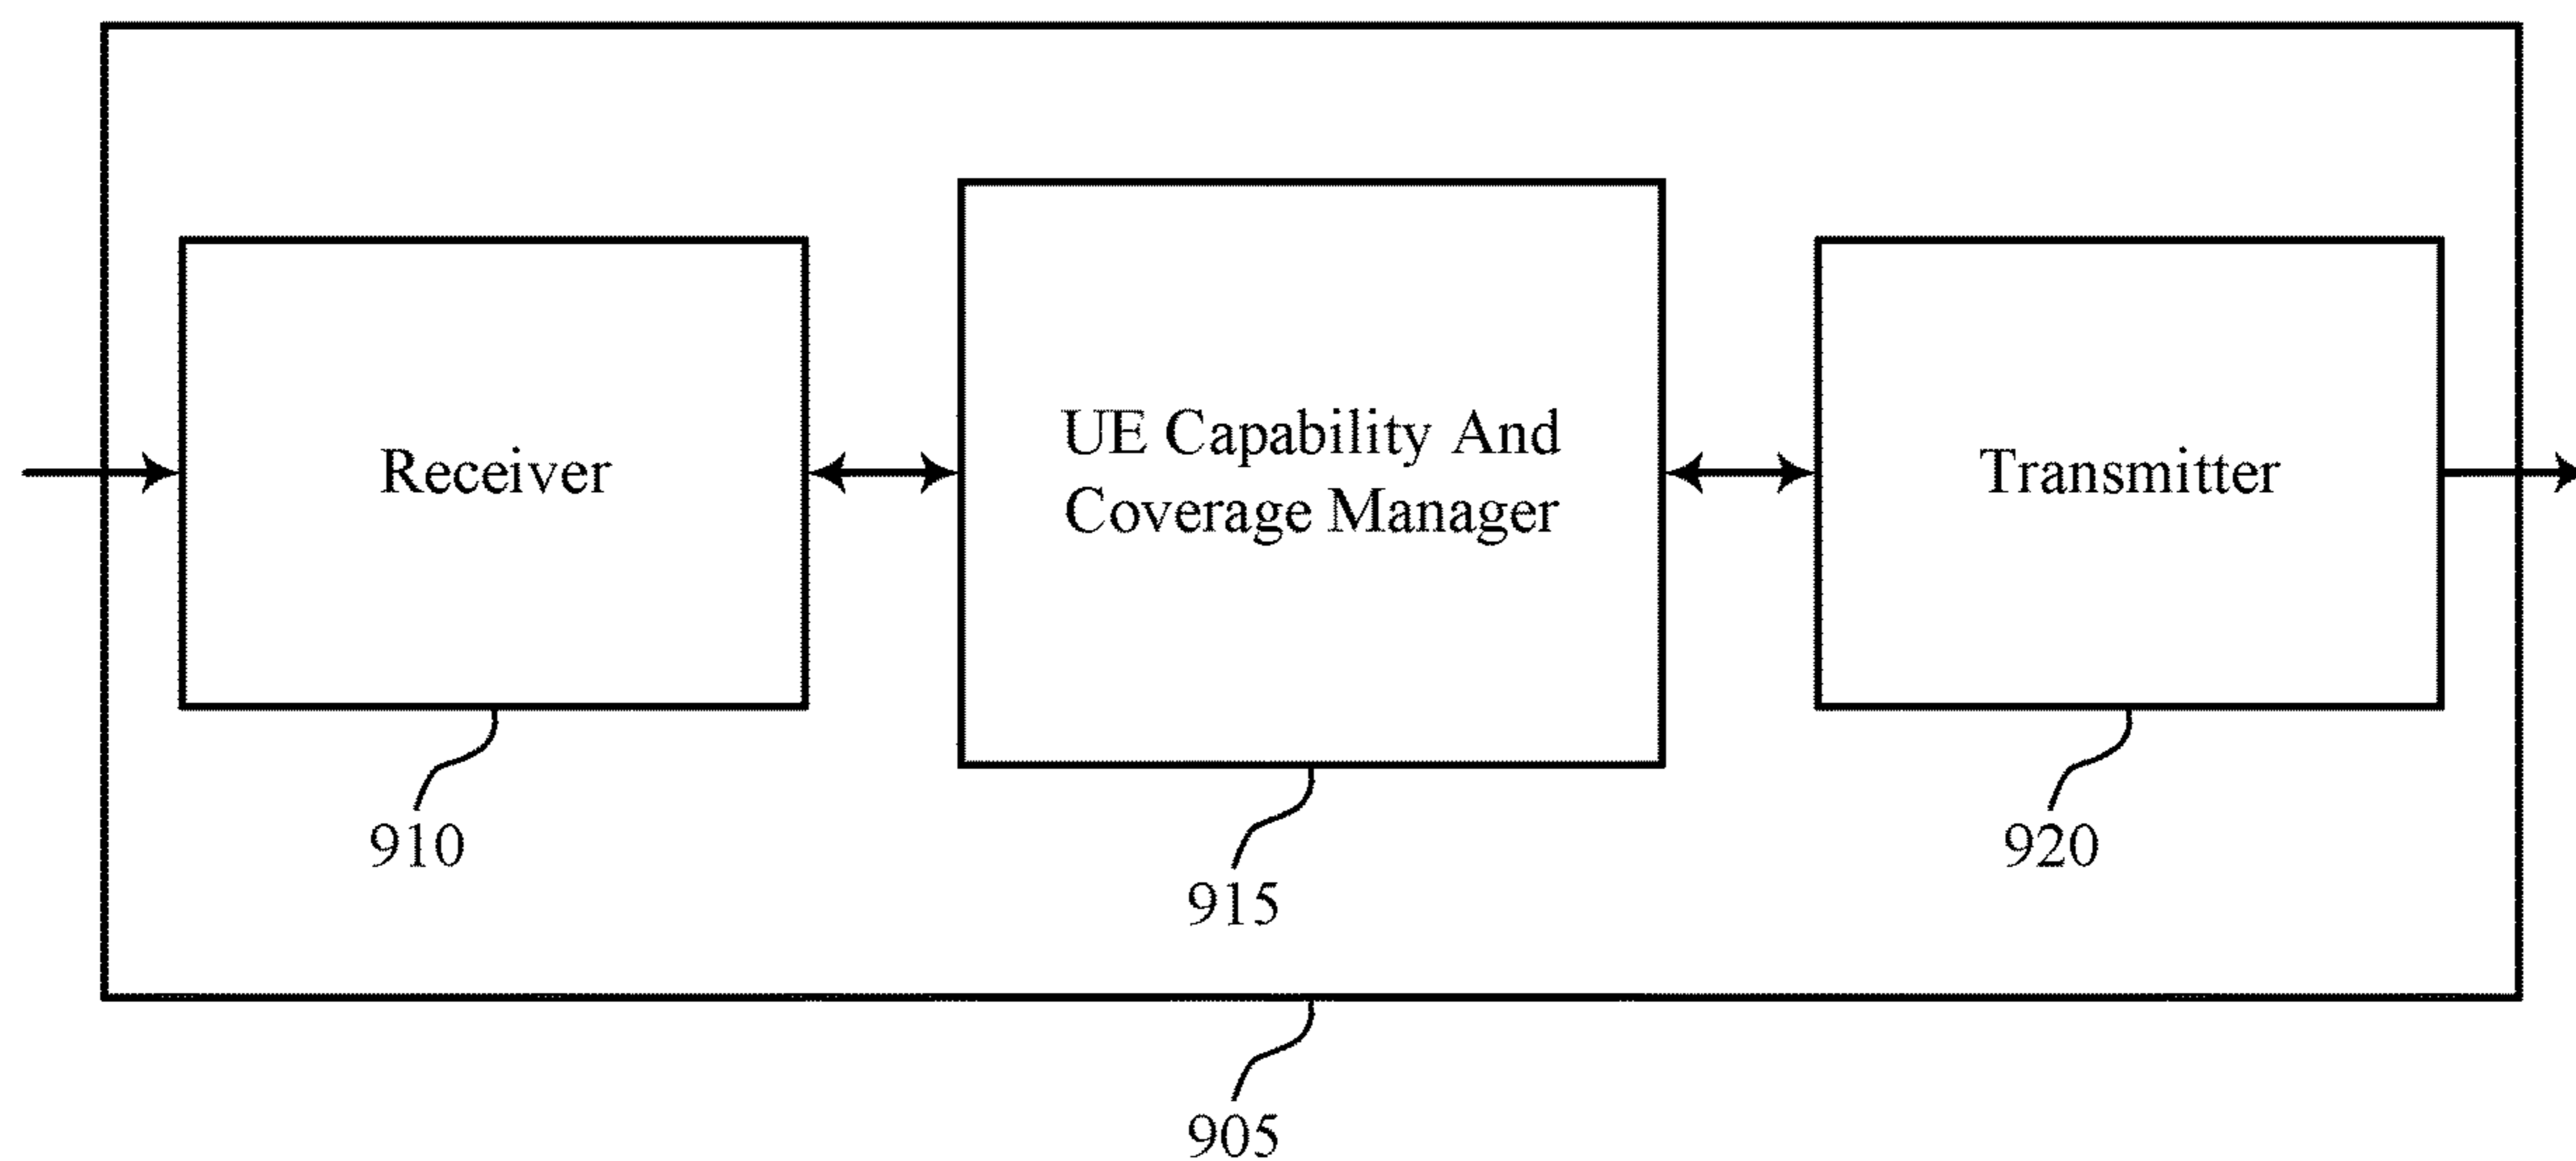 Receiver
UE Capability And
Coverage Manager
Transmitter
910
915
920
905